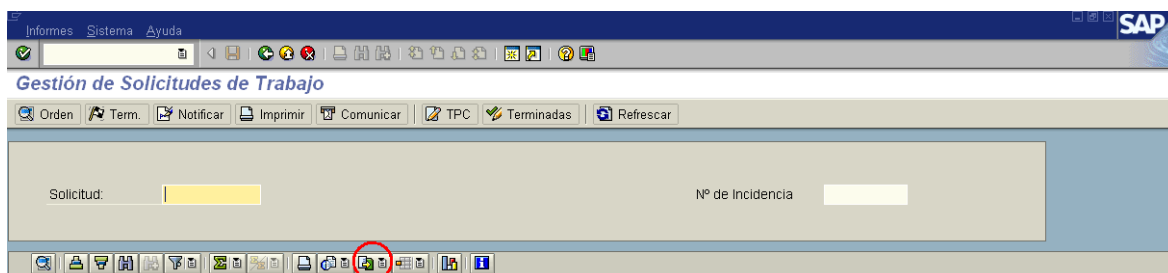 Informes Sistema Ayuda
SAP
Gestión de Solicitudes de Trabajo
Orden Term. Notificar Imprimir Comunicar TPC Terminadas Refrescar
Solicitud: Nº de Incidencia